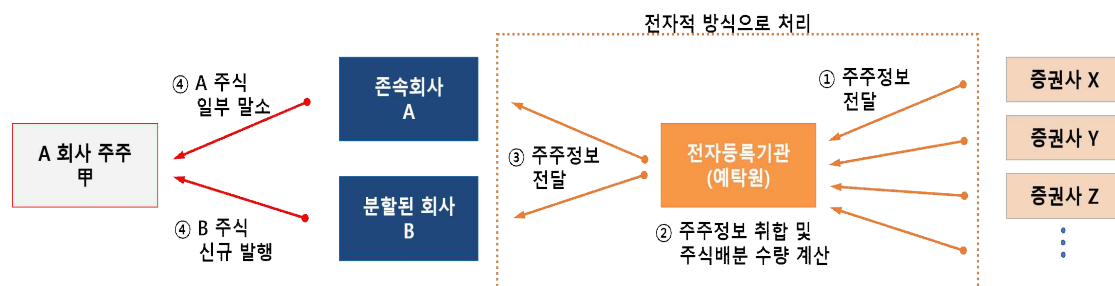 전자적 방식으로 처리
④ A 주식
일부 말소
존속회사
A
① 주주정보
전달
증권사 X
A 회사 주주
甲
③ 주주정보
전달
전자등록기관
(예탁원)
증권사 Y
④ B 주식
신규 발행
분할된 회사
B
② 주주정보 취합 및
주식배분 수량 계산
증권사 Z